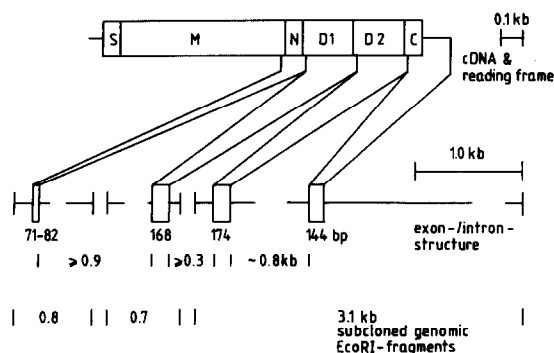 0.1 kb
S M N D1 D2 C
cDNA &
reading frame
1.0 kb
71-82 168 174 144 bp
exon-/intron-
structure
⩾0.9 ⩾0.3 ~0.8kb
0.8 0.7 3.1 kb
subcloned genomic
EcoRI-fragments